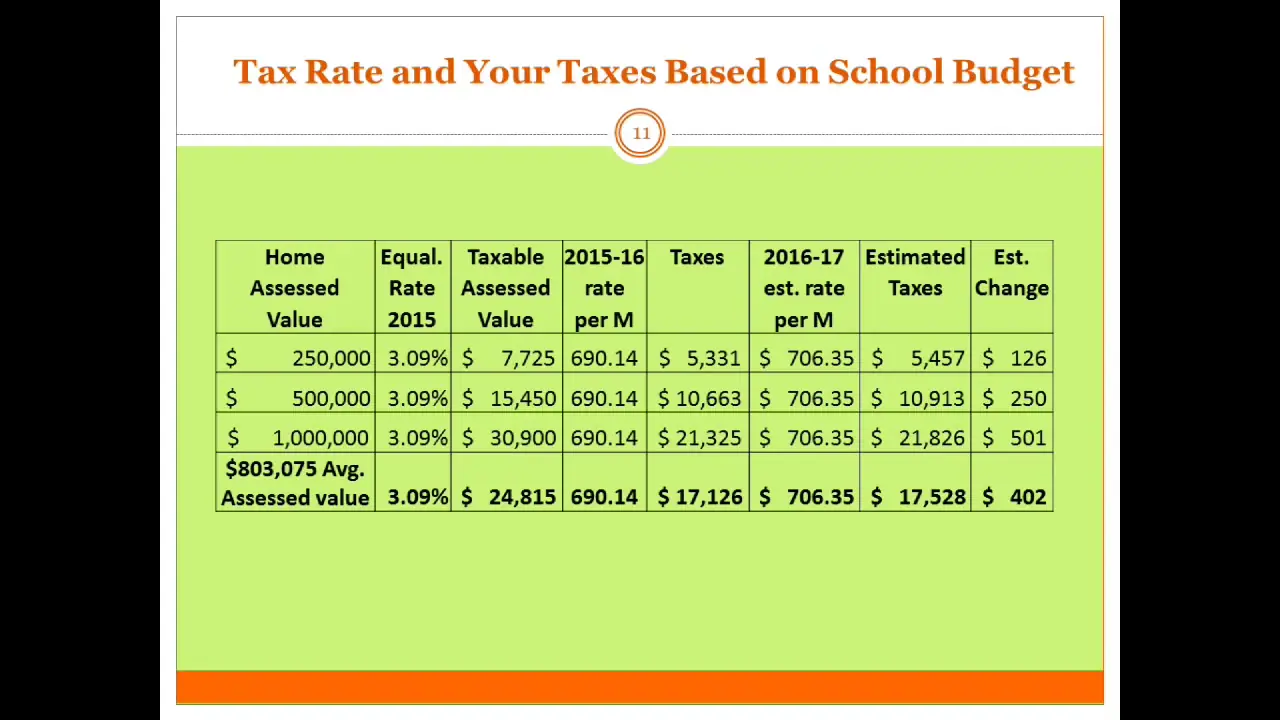 Tax Rate and Your Taxes Based on School Budget
11
Home Assessed Value Equal. Rate 2015 Taxable Assessed Value 2015-16 rate per M Taxes 2016-17 est. rate per M Estimated Taxes Est. Change
$ 250,000 3.09% $ 7,725 690.14 $ 5,331 $ 706.35 $ 5,457 $ 126
$ 500,000 3.09% $ 15,450 690.14 $ 10,663 $ 706.35 $ 10,913 $ 250
$ 1,000,000 3.09% $ 30,900 690.14 $ 21,325 $ 706.35 $ 21,826 $ 501
$803,075 Avg.
Assessed value 3.09% $ 24,815 690.14 $ 17,126 $ 706.35 $ 17,528 $ 402